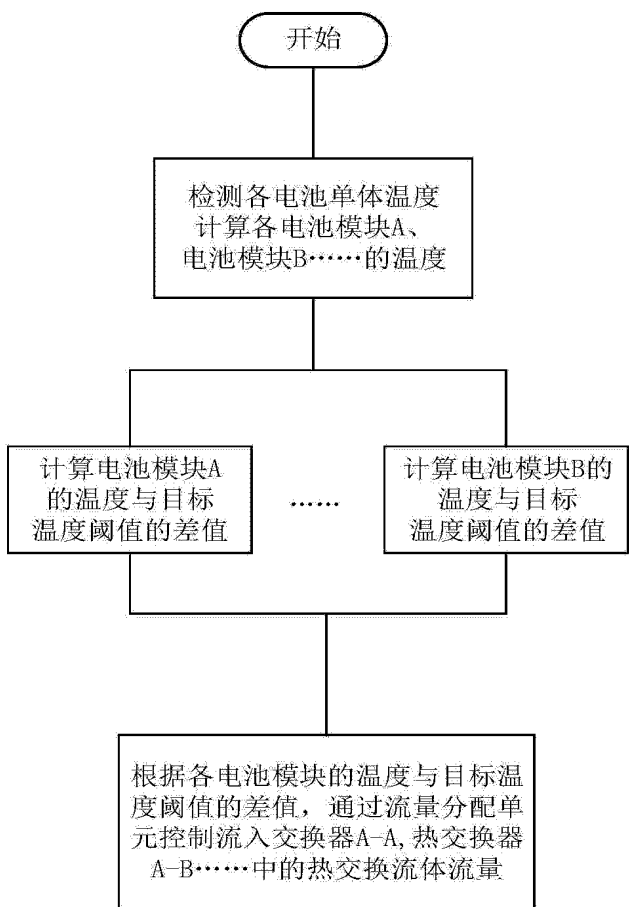 开始
检测各电池单体温度
计算各电池模块A、
电池模块B……的温度
计算电池模块A
的温度与目标
温度阈值的差值
……
计算电池模块B的
温度与目标
温度阈值的差值
根据各电池模块的温度与目标温
度阈值的差值，通过流量分配单
元控制流入交换器A-A,热交换器
A-B……中的热交换流体流量